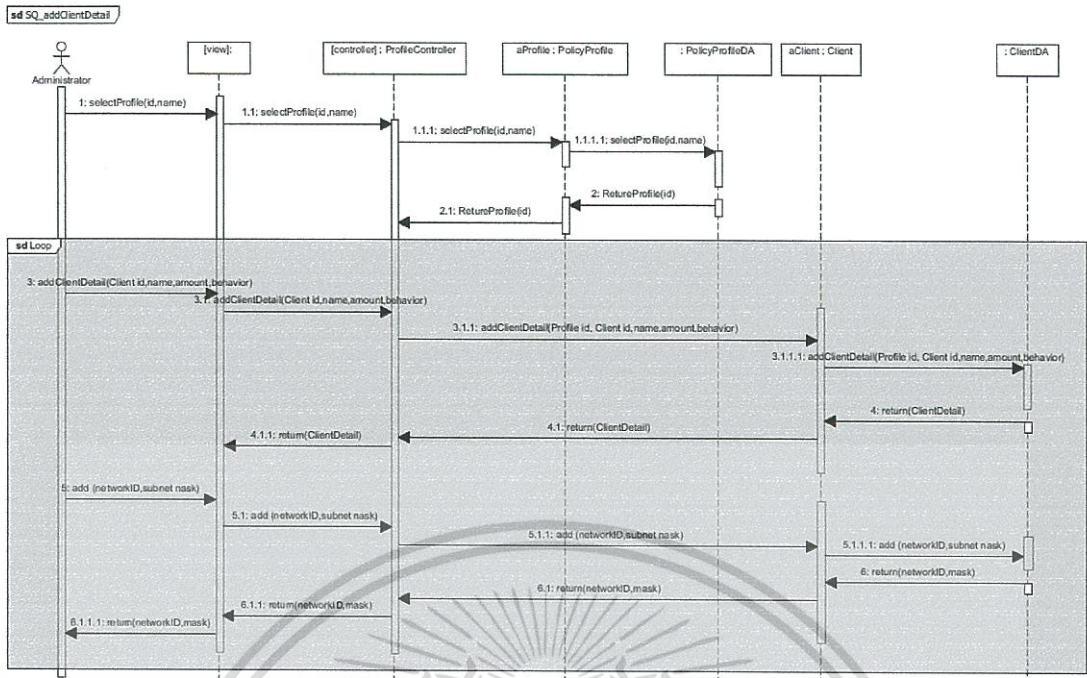 sd SQ_addClientDetail
[view]:
[controller] : ProfileController
aProfile : PolicyProfile
: PolicyProfileDA
aClient : Client
: ClientDA
Administrator
1: selectProfile(id,name)
1.1: selectProfile(id,name)
1.1.1: selectProfile(id,name)
1.1.1.1: selectProfile(id,name)
2: RetureProfile(id)
2.1: RetureProfile(id)
sd Loop
3: addClientDetail(Client id,name,amount,behavior)
3.1: addClientDetail(Client id,name,amount,behavior)
3.1.1: addClientDetail(Profile id, Client id,name,amount,behavior)
3.1.1.1: addClientDetail(Profile id, Client id,name,amount,behavior)
4: return(ClientDetail)
4.1: return(ClientDetail)
4.1.1: return(ClientDetail)
5: add (networkID,subnet nask)
5.1: add (networkID,subnet nask)
5.1.1: add (networkID,subnet nask)
5.1.1.1: add (networkID,subnet nask)
6: return(networkID,mask)
6.1: return(networkID,mask)
6.1.1: return(networkID,mask)
6.1.1.1: return(networkID,mask)